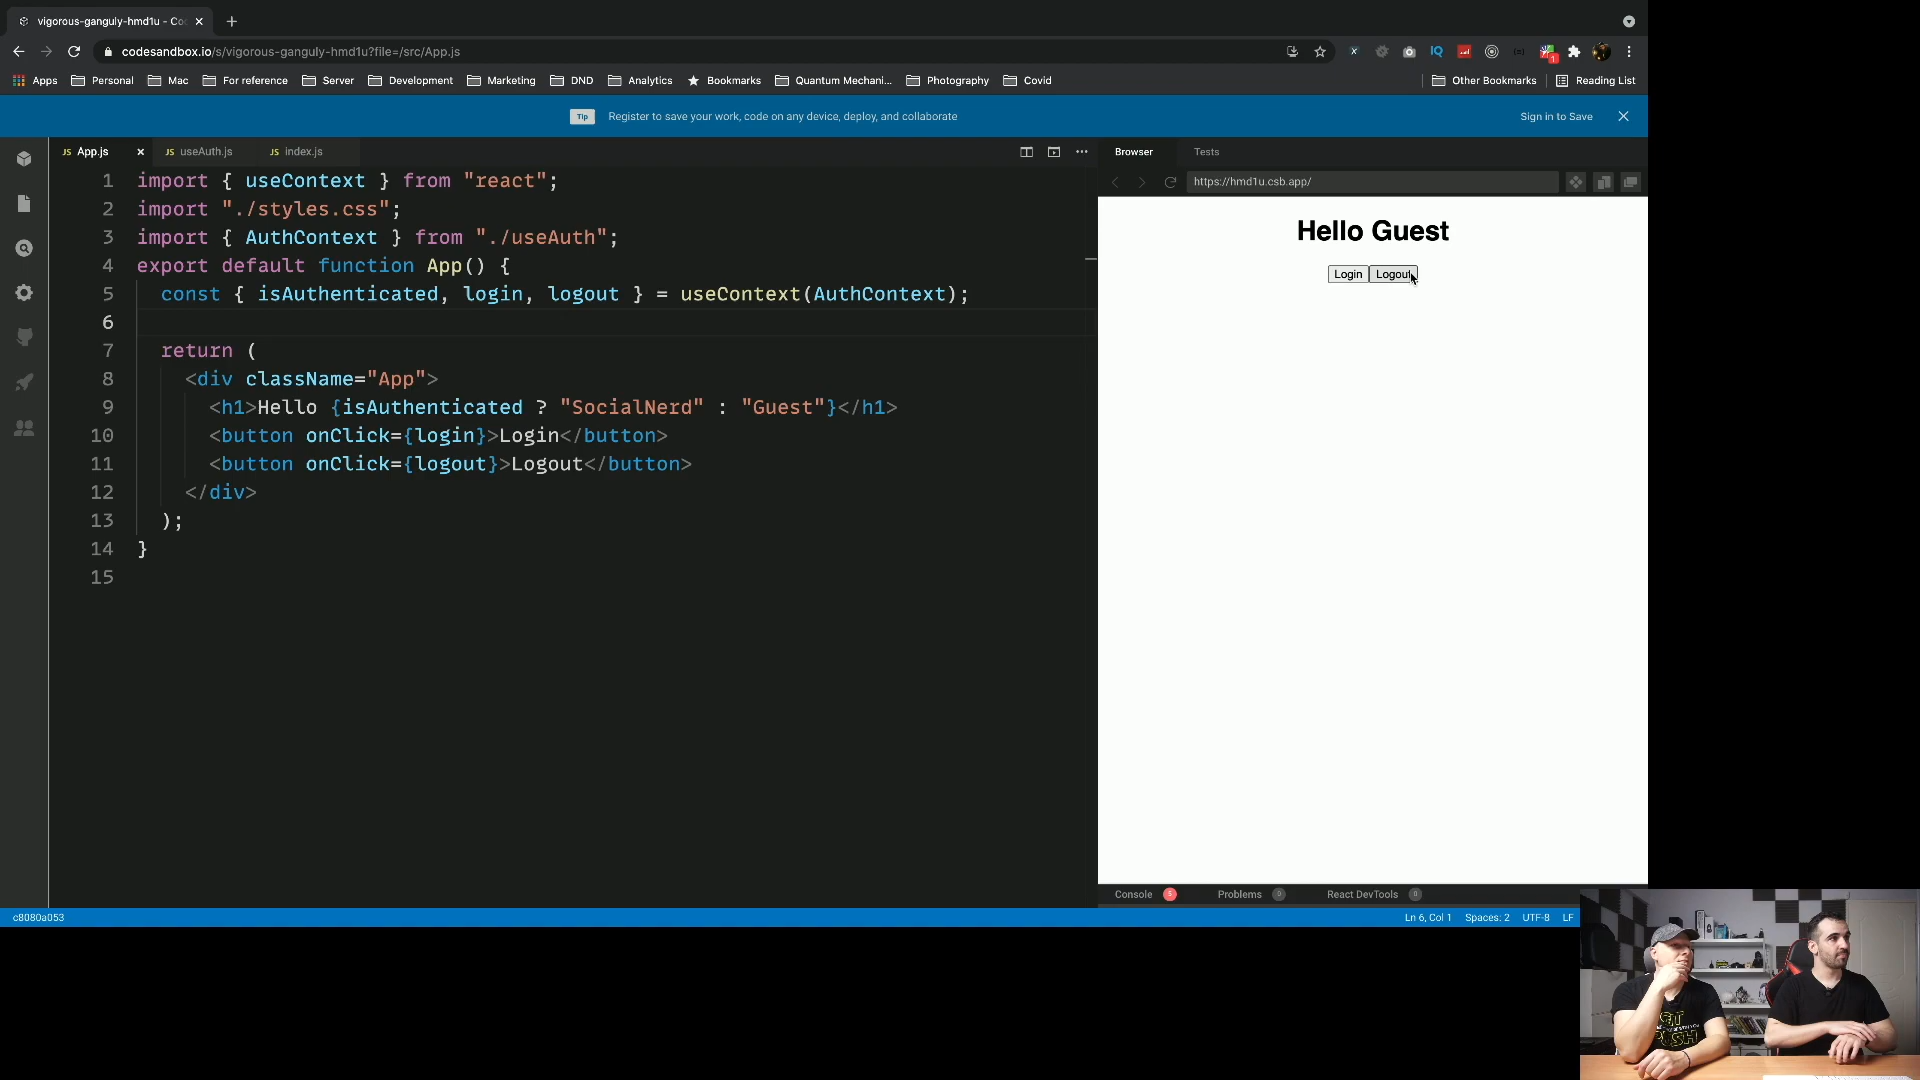 vigorous-ganguly-hmd1u - Co
codesandbox.io/s/vigorous-ganguly-hmd1u?file=/src/App.js
Apps Personal Mac For reference Server Development Marketing DND Analytics Bookmarks Quantum Mechani... Photography Covid Other Bookmarks Reading List
Tip Register to save your work, code on any device, deploy, and collaborate Sign in to Save
JS App.js JS useAuth.js JS index.js
Browser Tests
https://hmd1u.csb.app/
1 import { useContext } from "react";
2 import "./styles.css";
3 import { AuthContext } from "./useAuth";
4 export default function App() {
5 const { isAuthenticated, login, logout } = useContext(AuthContext);
6
7 return (
8 <div className="App">
9 <h1>Hello {isAuthenticated ? "SocialNerd" : "Guest"}</h1>
10 <button onClick={login}>Login</button>
11 <button onClick={logout}>Logout</button>
12 </div>
13 );
14 }
15
Hello Guest
Login Logout
Console 5 Problems 0 React DevTools 0
c8080a053 Ln 6, Col 1 Spaces: 2 UTF-8 LF